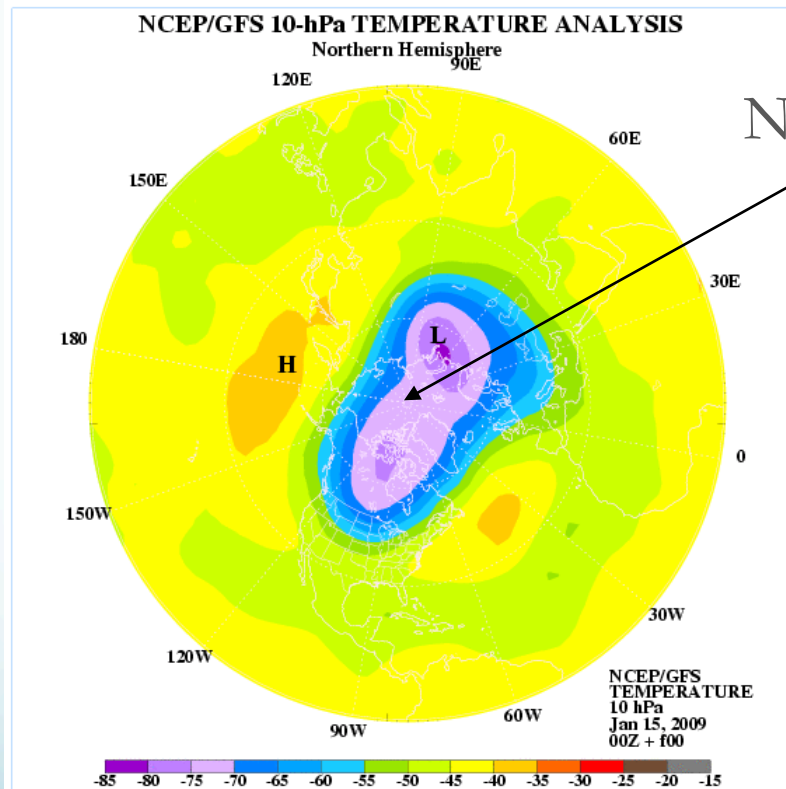 NCEP/GFS 10-hPa TEMPERATURE ANALYSIS
Northern Hemisphere
90E
120E
N
60E
150E
30E
180
L
H
0
150W
30W
120W
60W
90W
NCEP/GFS
TEMPERATURE
10 hPa
Jan 15, 2009
00Z + f00
-85 -80 -75 -70 -65 -60 -55 -50 -45 -40 -35 -30 -25 -20 -15